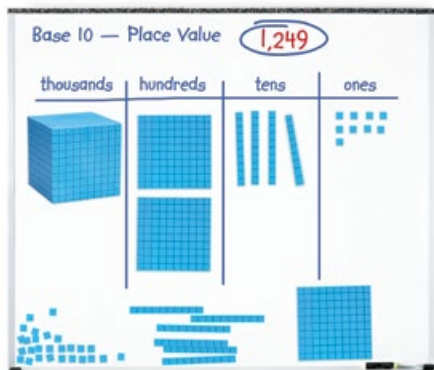 Base 10 — Place Value 1,249
thousands hundreds tens ones